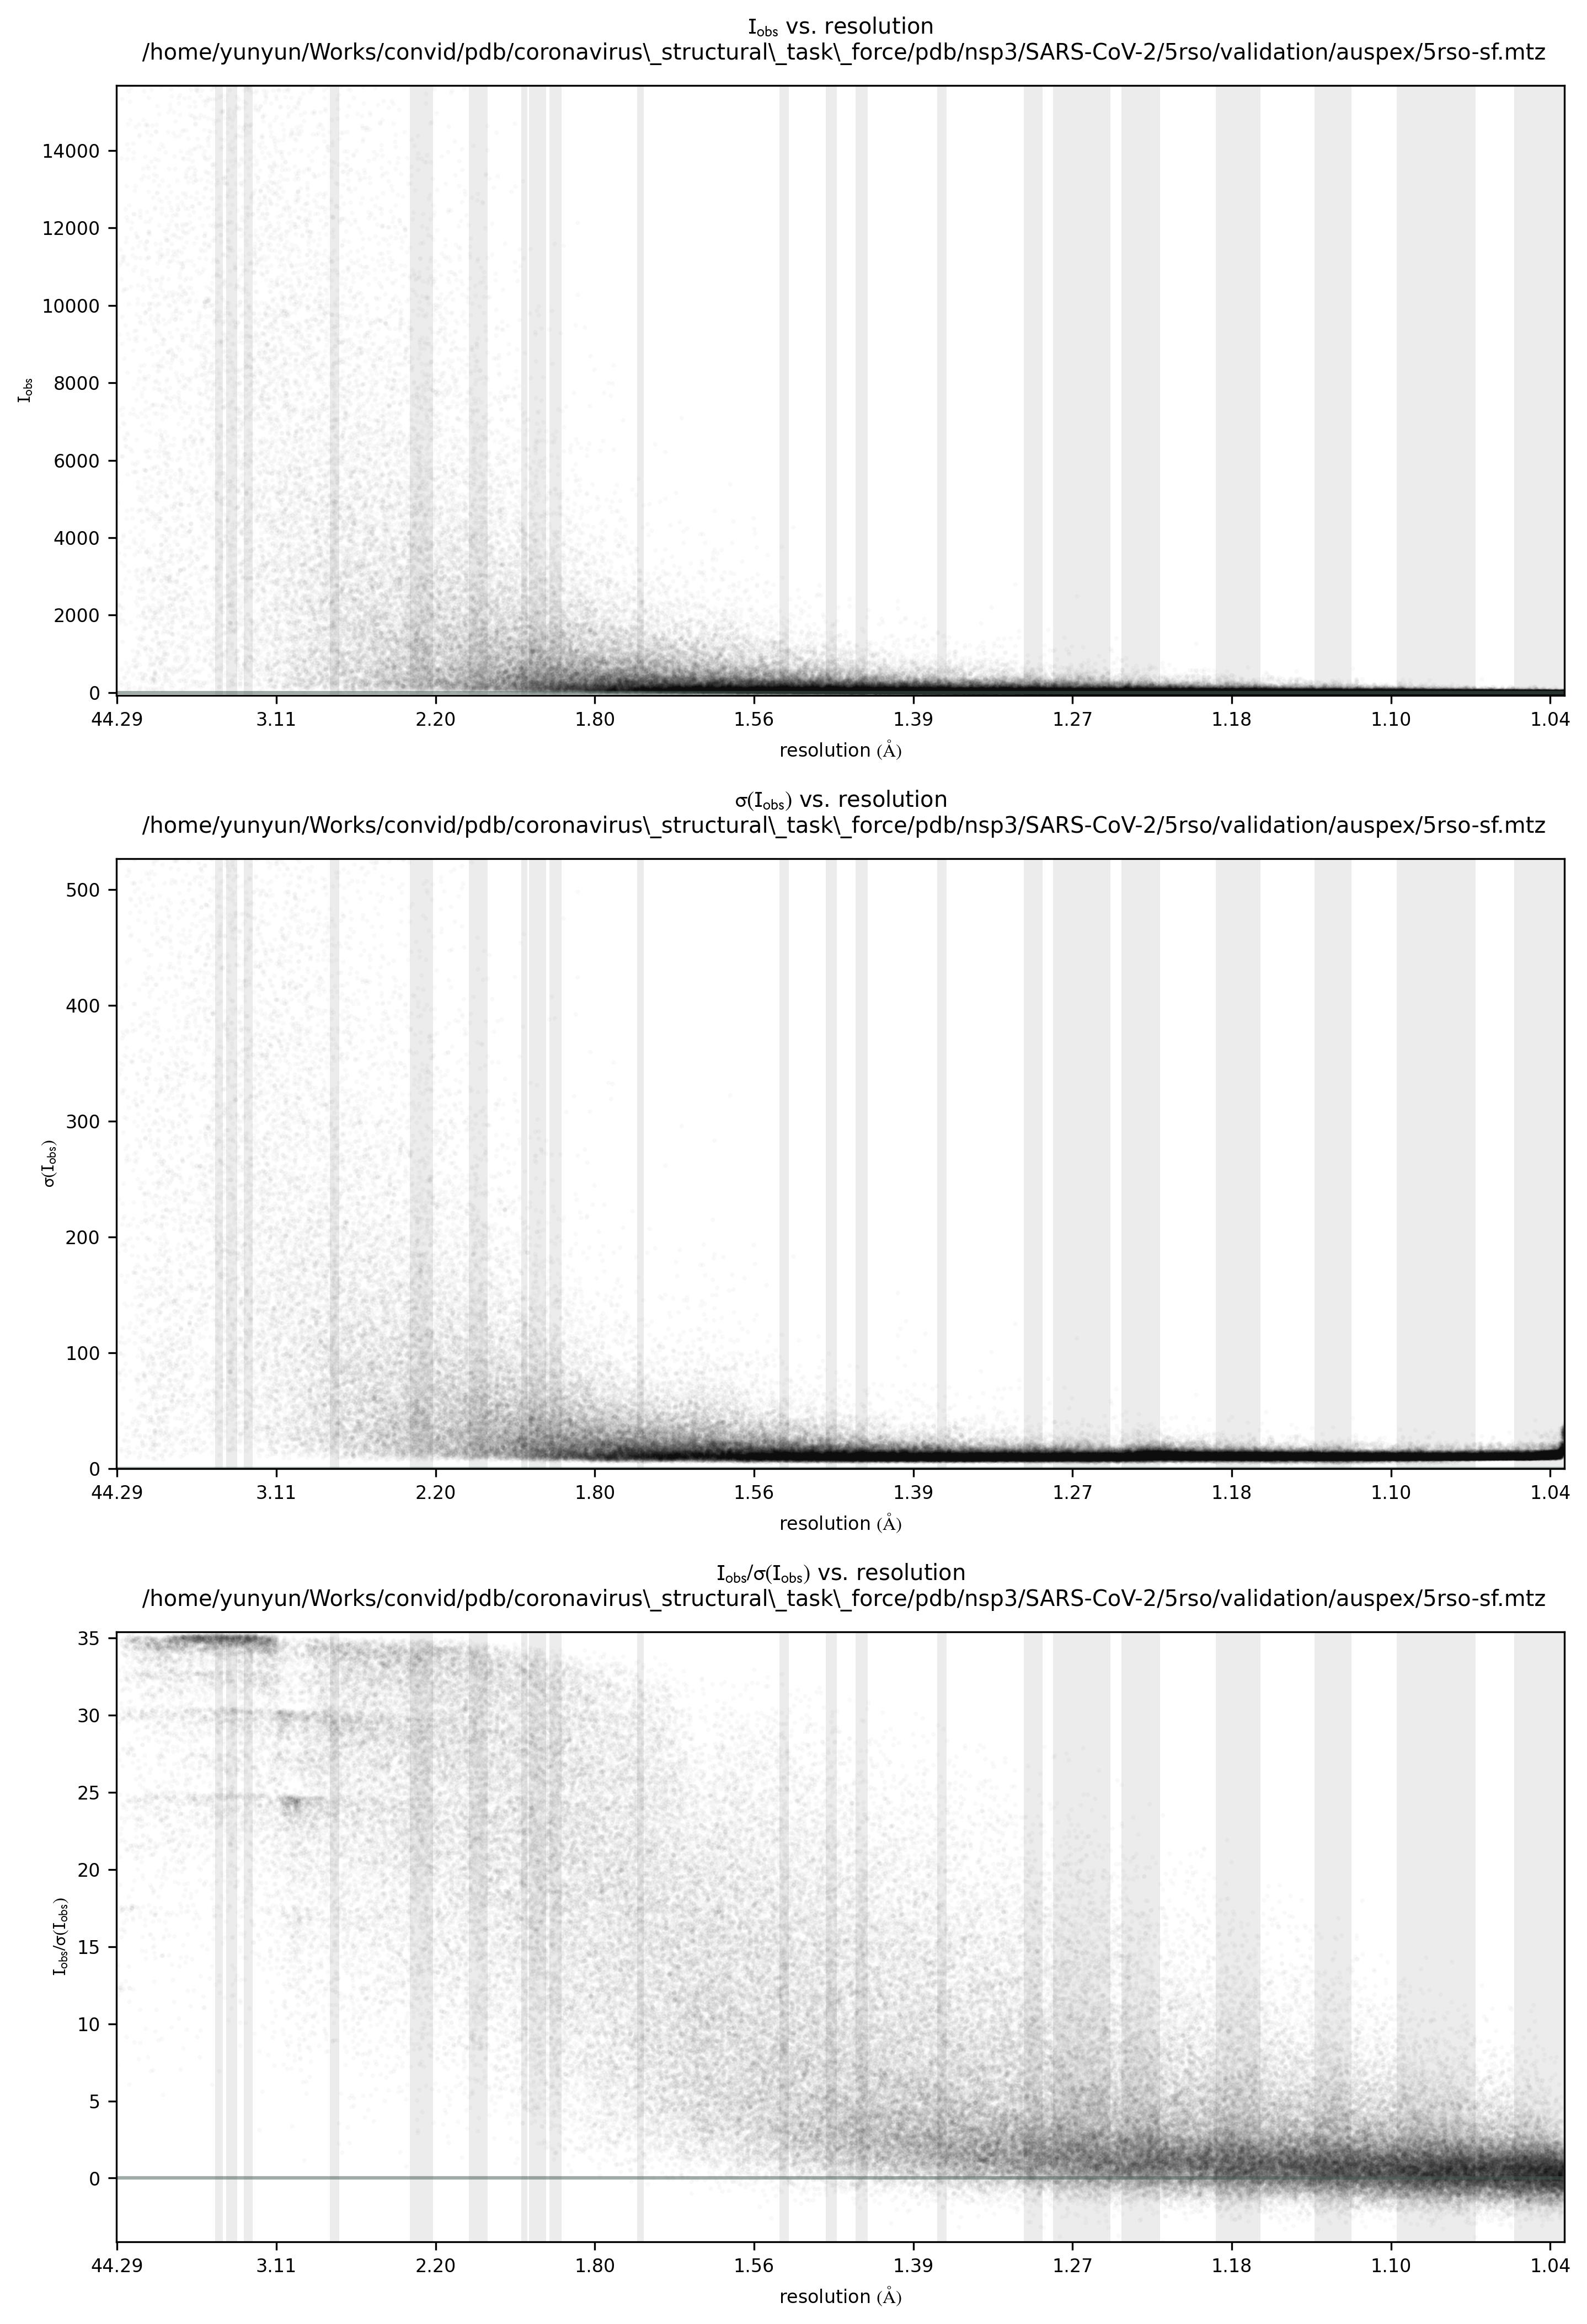 Iobs vs. resolution
/home/yunyun/Works/convid/pdb/coronavirus\_structural\_task\_force/pdb/nsp3/SARS-CoV-2/5rso/validation/auspex/5rso-sf.mtz
14000
12000
10000
8000
6000
4000
2000
0
Iobs
44.29 3.11 2.20 1.80 1.56 1.39 1.27 1.18 1.10 1.04
resolution (Å)
σ(Iobs) vs. resolution
/home/yunyun/Works/convid/pdb/coronavirus\_structural\_task\_force/pdb/nsp3/SARS-CoV-2/5rso/validation/auspex/5rso-sf.mtz
500
400
300
200
100
0
σ(Iobs)
44.29 3.11 2.20 1.80 1.56 1.39 1.27 1.18 1.10 1.04
resolution (Å)
Iobs/σ(Iobs) vs. resolution
/home/yunyun/Works/convid/pdb/coronavirus\_structural\_task\_force/pdb/nsp3/SARS-CoV-2/5rso/validation/auspex/5rso-sf.mtz
35
30
25
20
15
10
5
0
Iobs/σ(Iobs)
44.29 3.11 2.20 1.80 1.56 1.39 1.27 1.18 1.10 1.04
resolution (Å)